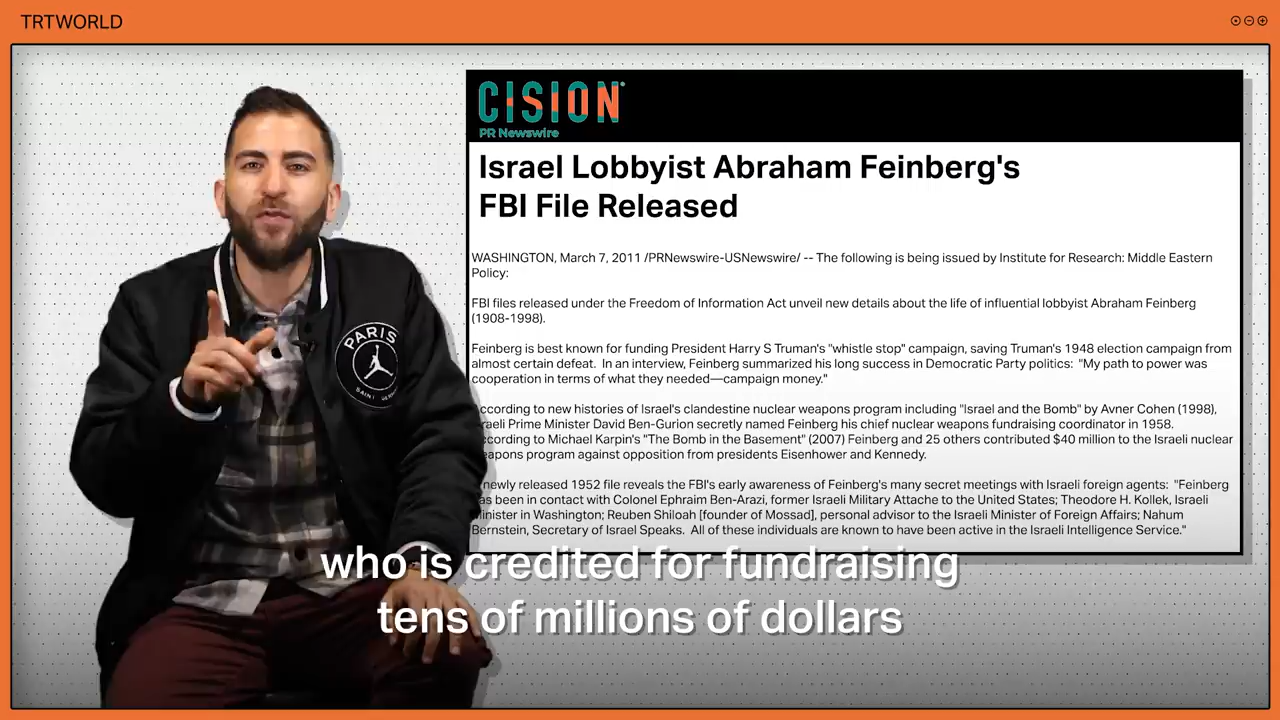 TRTWORLD
CISION
PR Newswire
Israel Lobbyist Abraham Feinberg's
FBI File Released
WASHINGTON, March 7, 2011 /PRNewswire-USNewswire/ -- The following is being issued by Institute for Research: Middle Eastern
Policy:
FBI files released under the Freedom of Information Act unveil new details about the life of influential lobbyist Abraham Feinberg
(1908-1998).
Feinberg is best known for funding President Harry S Truman's "whistle stop" campaign, saving Truman's 1948 election campaign from
almost certain defeat. In an interview, Feinberg summarized his long success in Democratic Party politics: "My path to power was
cooperation in terms of what they needed—campaign money."
ccording to new histories of Israel's clandestine nuclear weapons program including "Israel and the Bomb" by Avner Cohen (1998),
raeli Prime Minister David Ben-Gurion secretly named Feinberg his chief nuclear weapons fundraising coordinator in 1958.
ccording to Michael Karpin's "The Bomb in the Basement" (2007) Feinberg and 25 others contributed $40 million to the Israeli nuclear
eapons program against opposition from presidents Eisenhower and Kennedy.
newly released 1952 file reveals the FBI's early awareness of Feinberg's many secret meetings with Israeli foreign agents: "Feinberg
as been in contact with Colonel Ephraim Ben-Arazi, former Israeli Military Attache to the United States; Theodore H. Kollek, Israeli
inister in Washington; Reuben Shiloah [founder of Mossad], personal advisor to the Israeli Minister of Foreign Affairs; Nahum
Bernstein, Secretary of Israel Speaks. All of these individuals are known to have been active in the Israeli Intelligence Service."
PARIS
who is credited for fundraising
tens of millions of dollars